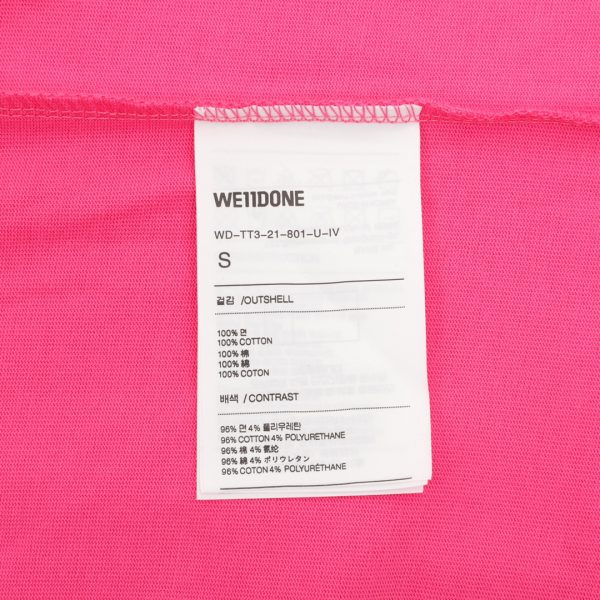 WE11DONE
WD-TT3-21-801-U-IV
S
겉감 /OUTSHELL
100% 면
100% COTTON
100% 棉
100% 綿
100% COTON
배색 / CONTRAST
96% 면 4% 폴리우레탄
96% COTTON 4% POLYURETHANE
96% 棉 4% 氨纶
96% 綿 4% ポリウレタン
96% COTON 4% POLYURÉTHANE